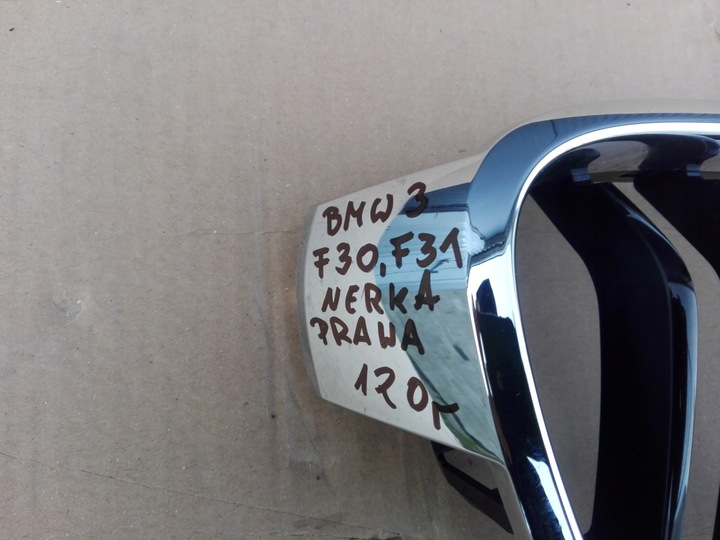 BMW 3
F30, F31
NERKA
PRAWA
120,-